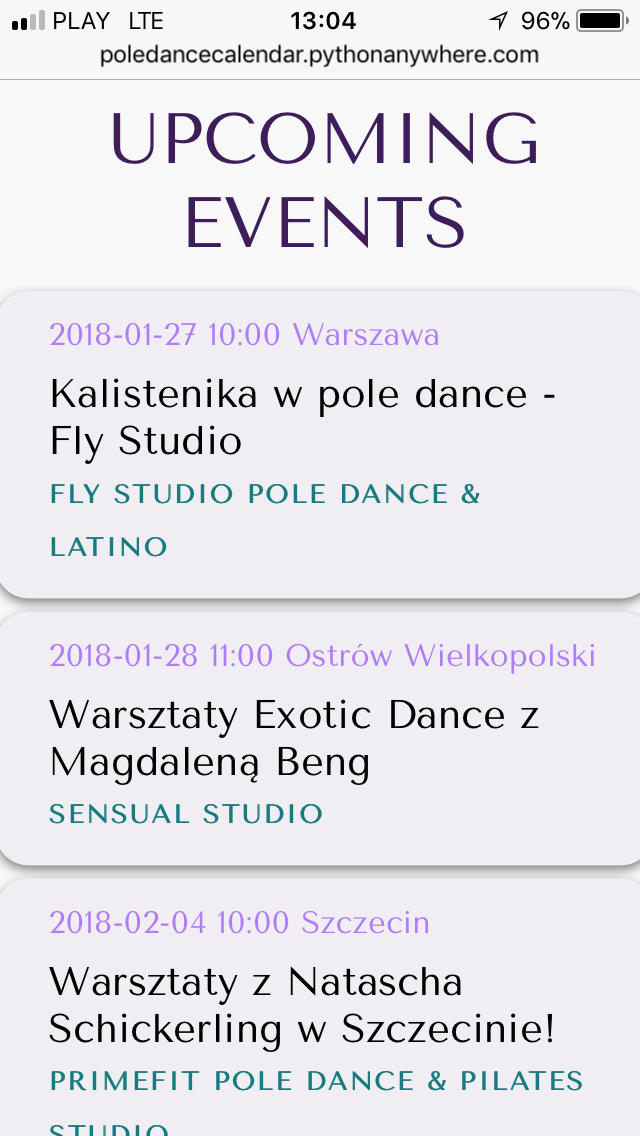 PLAY LTE 13:04 96%
poledancecalendar.pythonanywhere.com
UPCOMING
EVENTS
2018-01-27 10:00 Warszawa
Kalistenika w pole dance -
Fly Studio
FLY STUDIO POLE DANCE &
LATINO
2018-01-28 11:00 Ostrów Wielkopolski
Warsztaty Exotic Dance z
Magdaleną Beng
SENSUAL STUDIO
2018-02-04 10:00 Szczecin
Warsztaty z Natascha
Schickerling w Szczecinie!
PRIMEFIT POLE DANCE & PILATES
STUDIO